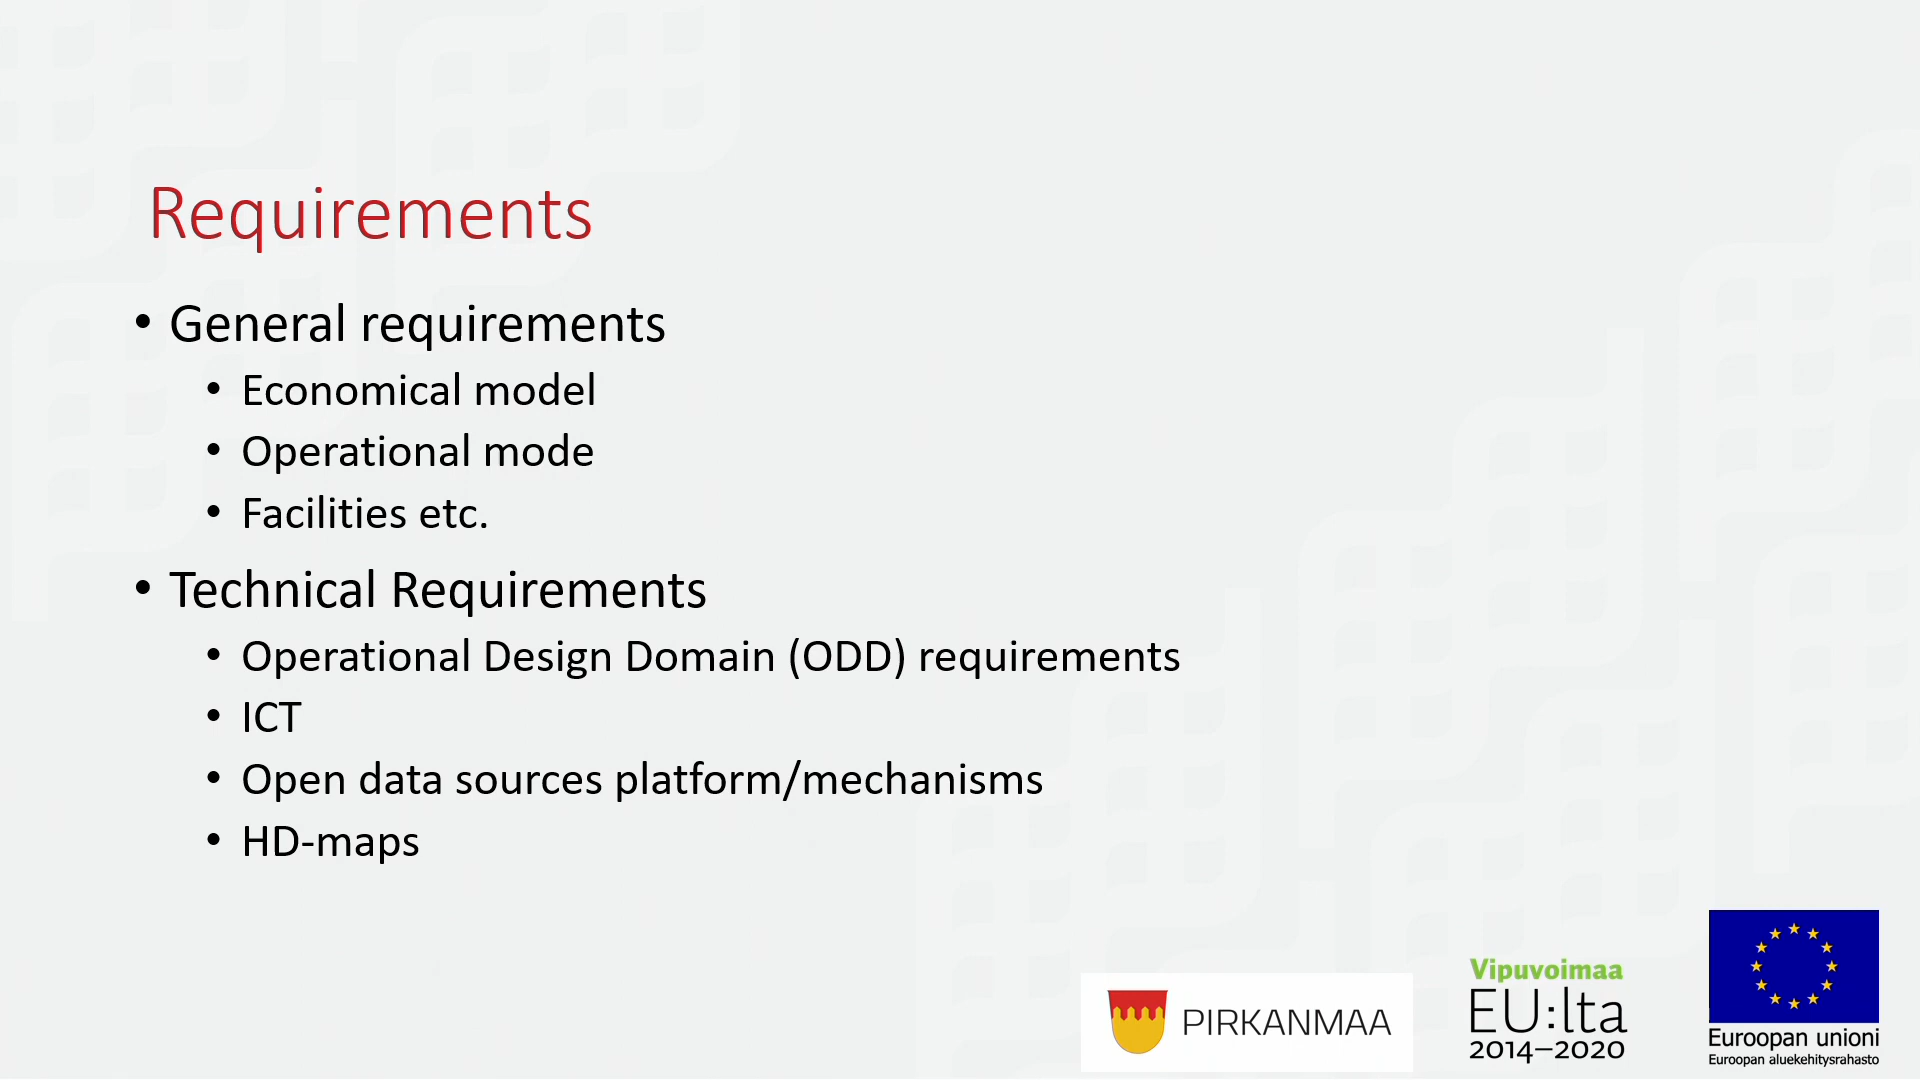 Requirements
• General requirements
• Economical model
• Operational mode
• Facilities etc.
• Technical Requirements
• Operational Design Domain (ODD) requirements
• ICT
• Open data sources platform/mechanisms
• HD-maps
PIRKANMAA
Vipuvoimaa
EU:lta
2014–2020
Euroopan unioni
Euroopan aluekehitysrahasto